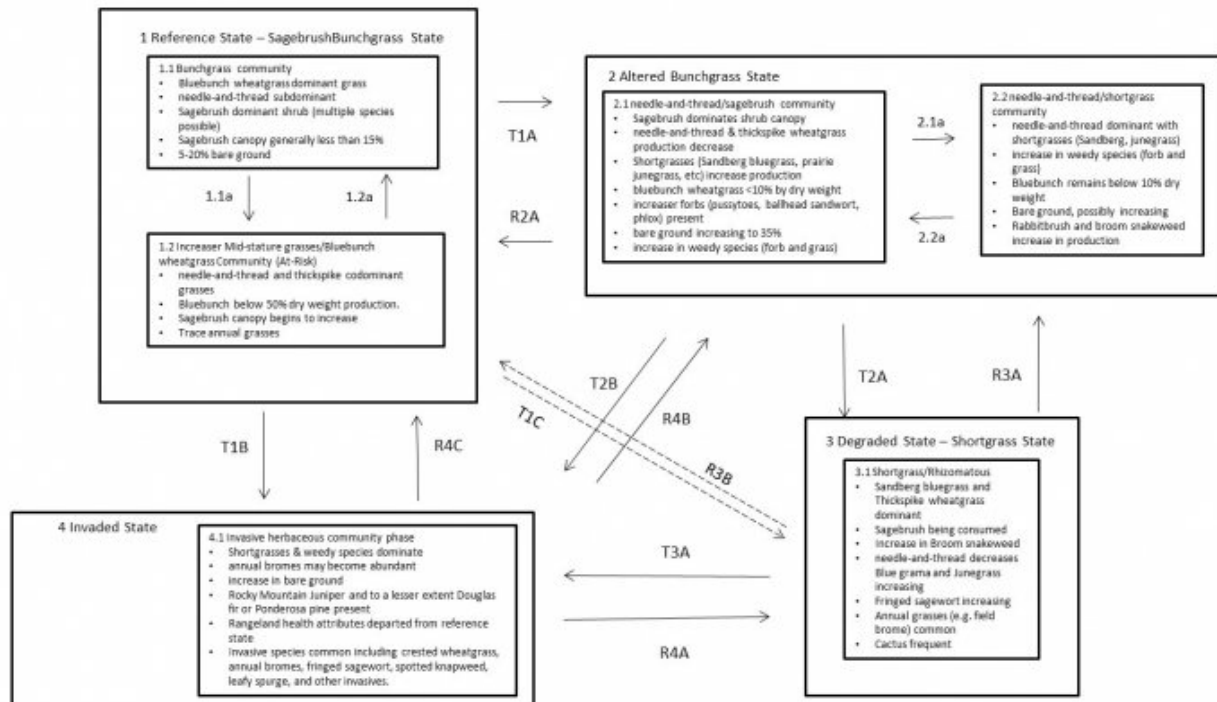 1 Reference State – SagebrushBunchgrass State
1.1 Bunchgrass community
• Bluebunch wheatgrass dominant grass
• needle-and-thread subdominant
• Sagebrush dominant shrub (multiple species
possible)
• Sagebrush canopy generally less than 15%
• 5-20% bare ground
1.1a
1.2a
1.2 Increaser Mid-stature grasses/Bluebunch
wheatgrass Community (At-Risk)
• needle-and-thread and thickspike codominant
grasses
• Bluebunch below 50% dry weight production.
• Sagebrush canopy begins to increase
• Trace annual grasses
T1A
R2A
2 Altered Bunchgrass State
2.1 needle-and-thread/sagebrush community
• Sagebrush dominates shrub canopy
• needle-and-thread & thickspike wheatgrass
production decrease
• Shortgrasses (Sandberg bluegrass, prairie
junegrass, etc) increase production
• bluebunch wheatgrass <10% by dry weight
• increaser forbs (pussytoes, ballhead sandwort,
phlox) present
• bare ground increasing to 35%
• increase in weedy species (forb and grass)
2.1a
2.2a
2.2 needle-and-thread/shortgrass
community
• needle-and-thread dominant with
shortgrasses (Sandberg, junegrass)
• increase in weedy species (forb and
grass)
• Bluebunch remains below 10% dry
weight
• Bare ground, possibly increasing
• Rabbitbrush and broom snakeweed
increase in production
T1B
R4C
T1C
R3B
T2B
R4B
T2A
R3A
3 Degraded State – Shortgrass State
3.1 Shortgrass/Rhizomatous
• Sandberg bluegrass and
Thickspike wheatgrass
dominant
• Sagebrush being consumed
• Increase in Broom snakeweed
• needle-and-thread decreases
Blue grama and Junegrass
increasing
• Fringed sagewort increasing
• Annual grasses (e.g. field
brome) common
• Cactus frequent
T3A
R4A
4 Invaded State
4.1 Invasive herbaceous community phase
• Shortgrasses & weedy species dominate
• annual bromes may become abundant
• increase in bare ground
• Rocky Mountain Juniper and to a lesser extent Douglas
fir or Ponderosa pine present
• Rangeland health attributes departed from reference
state
• Invasive species common including crested wheatgrass,
annual bromes, fringed sagewort, spotted knapweed,
leafy spurge, and other invasives.